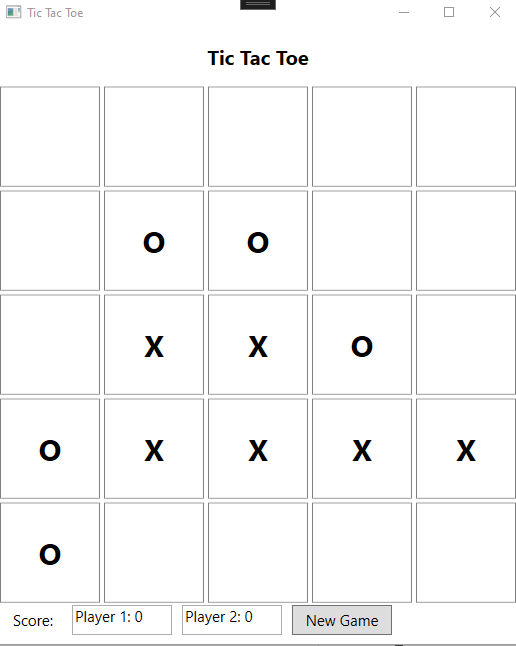 Tic Tac Toe
Tic Tac Toe
O O
X X O
O X X X X
O
Score: Player 1: 0 Player 2: 0 New Game